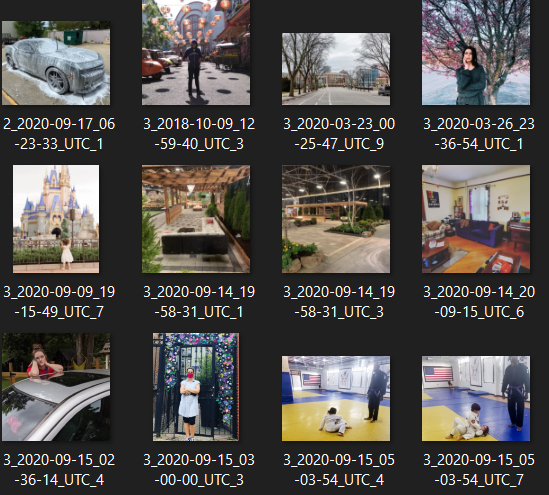 2_2020-09-17_06
-23-33_UTC_1
3_2018-10-09_12
-59-40_UTC_3
3_2020-03-23_00
-25-47_UTC_9
3_2020-03-26_23
-36-54_UTC_1
3_2020-09-09_19
-15-49_UTC_7
3_2020-09-14_19
-58-31_UTC_1
3_2020-09-14_19
-58-31_UTC_3
3_2020-09-14_20
-09-15_UTC_6
3_2020-09-15_02
-36-14_UTC_4
3_2020-09-15_03
-00-00_UTC_3
3_2020-09-15_05
-03-54_UTC_4
3_2020-09-15_05
-03-54_UTC_7